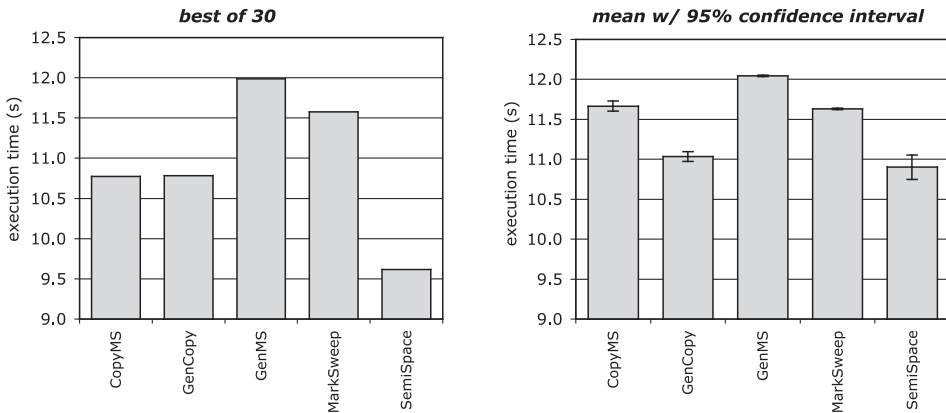 best of 30
execution time (s)
12.5
12.0
11.5
11.0
10.5
10.0
9.5
9.0
CopyMS
GenCopy
GenMS
MarkSweep
SemiSpace
mean w/ 95% confidence interval
execution time (s)
12.5
12.0
11.5
11.0
10.5
10.0
9.5
9.0
CopyMS
GenCopy
GenMS
MarkSweep
SemiSpace